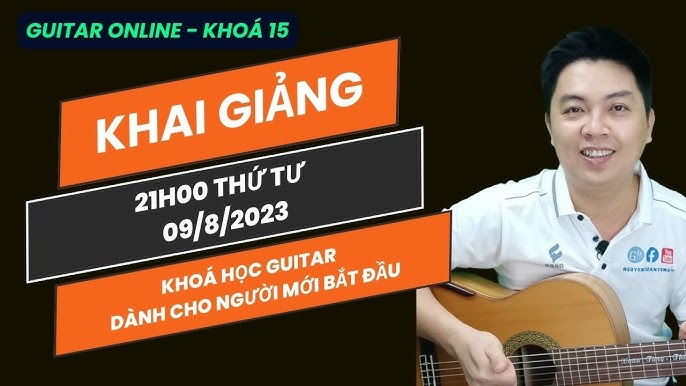 GUITAR ONLINE - KHOÁ 15
KHAI GIẢNG
21H00 THỨ TƯ
09/8/2023
KHOÁ HỌC GUITAR
DÀNH CHO NGƯỜI MỚI BẮT ĐẦU